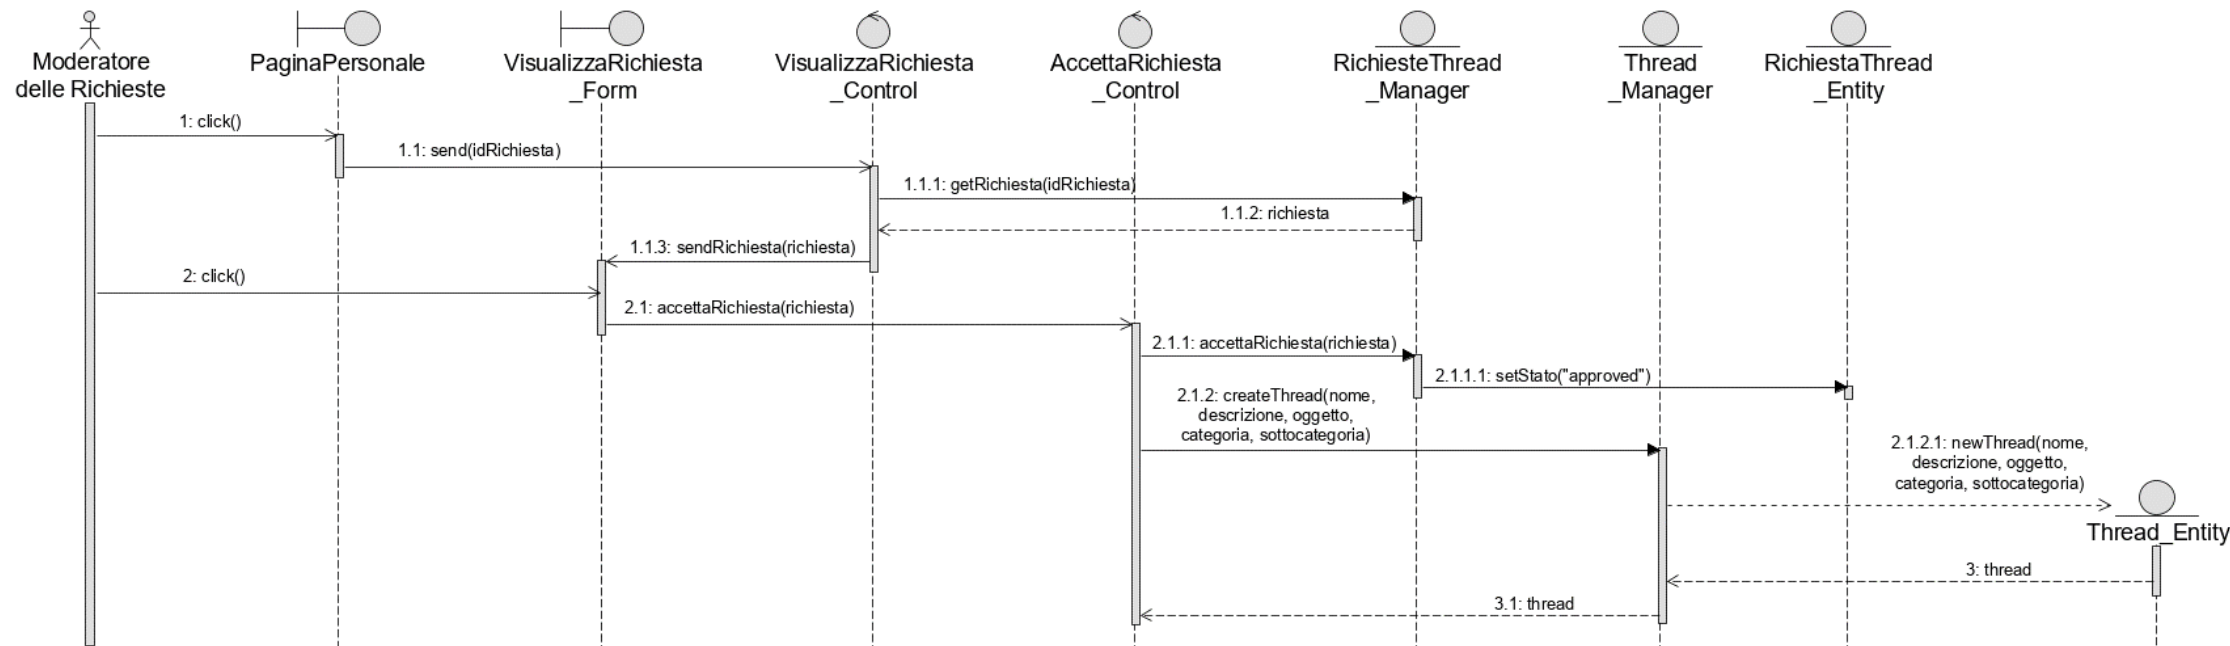 Moderatore
delle Richieste
PaginaPersonale
VisualizzaRichiesta
_Form
VisualizzaRichiesta
_Control
AccettaRichiesta
_Control
RichiesteThread
_Manager
Thread
_Manager
RichiestaThread
_Entity
1: click()
1.1: send(idRichiesta)
1.1.1: getRichiesta(idRichiesta)
1.1.2: richiesta
1.1.3: sendRichiesta(richiesta)
2: click()
2.1: accettaRichiesta(richiesta)
2.1.1: accettaRichiesta(richiesta)
2.1.1.1: setStato("approved")
2.1.2: createThread(nome,
descrizione, oggetto,
categoria, sottocategoria)
2.1.2.1: newThread(nome,
descrizione, oggetto,
categoria, sottocategoria)
Thread_Entity
3: thread
3.1: thread